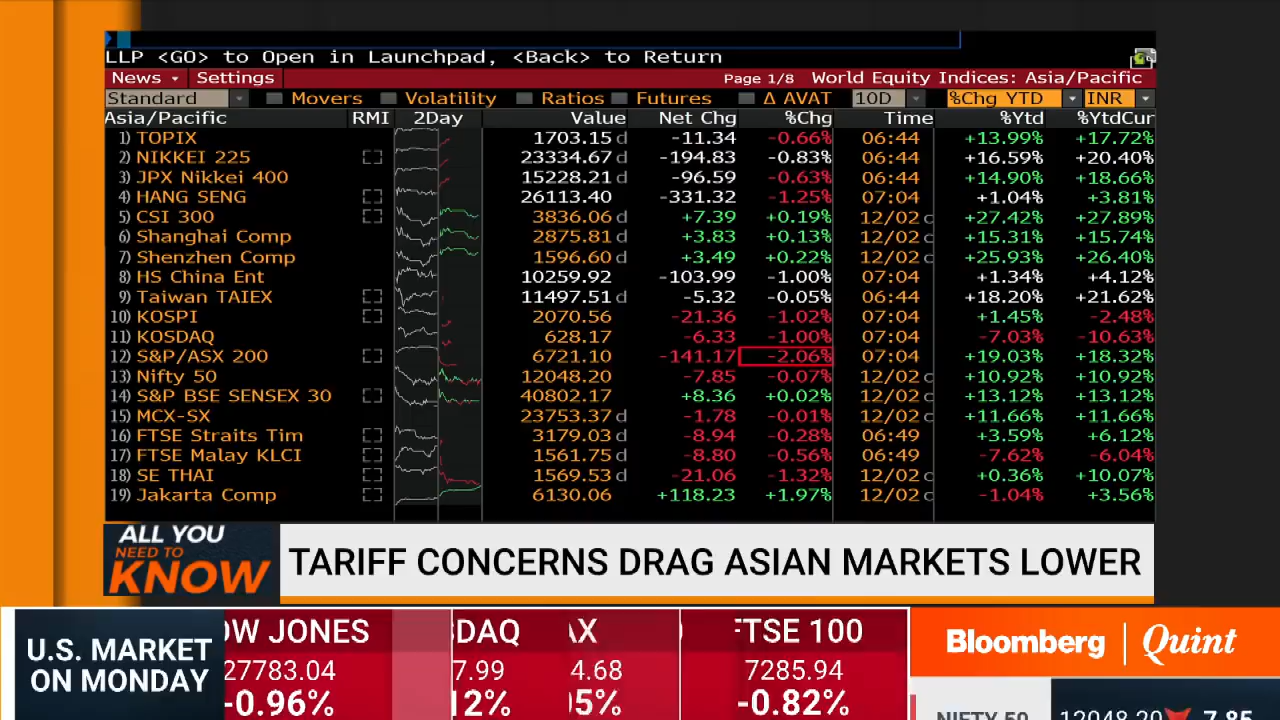 LLP <GO> to Open in Launchpad, <Back> to Return
News Settings Page 1/8 World Equity Indices: Asia/Pacific
Standard Movers Volatility Ratios Futures Δ AVAT 10D %Chg YTD INR
Asia/Pacific RMI 2Day Value Net Chg %Chg Time %Ytd %YtdCur
1) TOPIX 1703.15 d -11.34 -0.66% 06:44 +13.99% +17.72%
2) NIKKEI 225 23334.67 d -194.83 -0.83% 06:44 +16.59% +20.40%
3) JPX Nikkei 400 15228.21 d -96.59 -0.63% 06:44 +14.90% +18.66%
4) HANG SENG 26113.40 -331.32 -1.25% 07:04 +1.04% +3.81%
5) CSI 300 3836.06 d +7.39 +0.19% 12/02 c +27.42% +27.89%
6) Shanghai Comp 2875.81 d +3.83 +0.13% 12/02 c +15.31% +15.74%
7) Shenzhen Comp 1596.60 d +3.49 +0.22% 12/02 c +25.93% +26.40%
8) HS China Ent 10259.92 -103.99 -1.00% 07:04 +1.34% +4.12%
9) Taiwan TAIEX 11497.51 d -5.32 -0.05% 06:44 +18.20% +21.62%
10) KOSPI 2070.56 -21.36 -1.02% 07:04 +1.45% -2.48%
11) KOSDAQ 628.17 -6.33 -1.00% 07:04 -7.03% -10.63%
12) S&P/ASX 200 6721.10 -141.17 -2.06% 07:04 +19.03% +18.32%
13) Nifty 50 12048.20 -7.85 -0.07% 12/02 c +10.92% +10.92%
14) S&P BSE SENSEX 30 40802.17 +8.36 +0.02% 12/02 c +13.12% +13.12%
15) MCX-SX 23753.37 d -1.78 -0.01% 12/02 c +11.66% +11.66%
16) FTSE Straits Tim 3179.03 d -8.94 -0.28% 06:49 +3.59% +6.12%
17) FTSE Malay KLCI 1561.75 d -8.80 -0.56% 06:49 -7.62% -6.04%
18) SE THAI 1569.53 d -21.06 -1.32% 12/02 c +0.36% +10.07%
19) Jakarta Comp 6130.06 +118.23 +1.97% 12/02 c -1.04% +3.56%
ALL YOU
NEED TO
KNOW
TARIFF CONCERNS DRAG ASIAN MARKETS LOWER
U.S. MARKET
ON MONDAY
OW JONES
27783.04
-0.96%
DAQ
7.99
12%
AX
4.68
05%
FTSE 100
7285.94
-0.82%
Bloomberg | Quint
NIFTY 50 12048.20 7.85